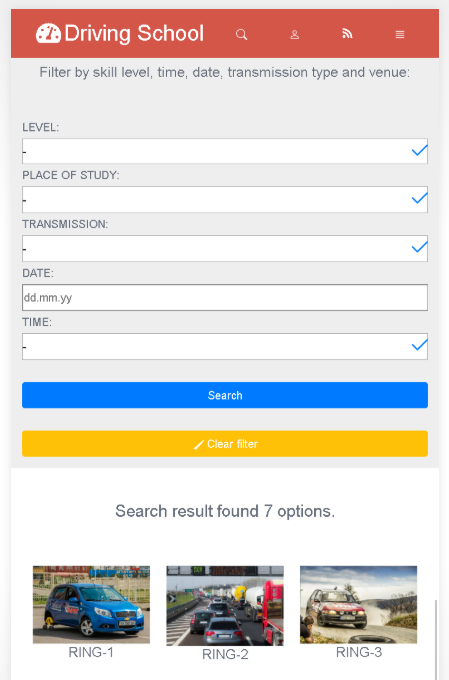 Driving School
Filter by skill level, time, date, transmission type and venue:
LEVEL:
-
PLACE OF STUDY:
-
TRANSMISSION:
-
DATE:
dd.mm.yy
TIME:
-
Search
Clear filter
Search result found 7 options.
RING-1
RING-2
RING-3